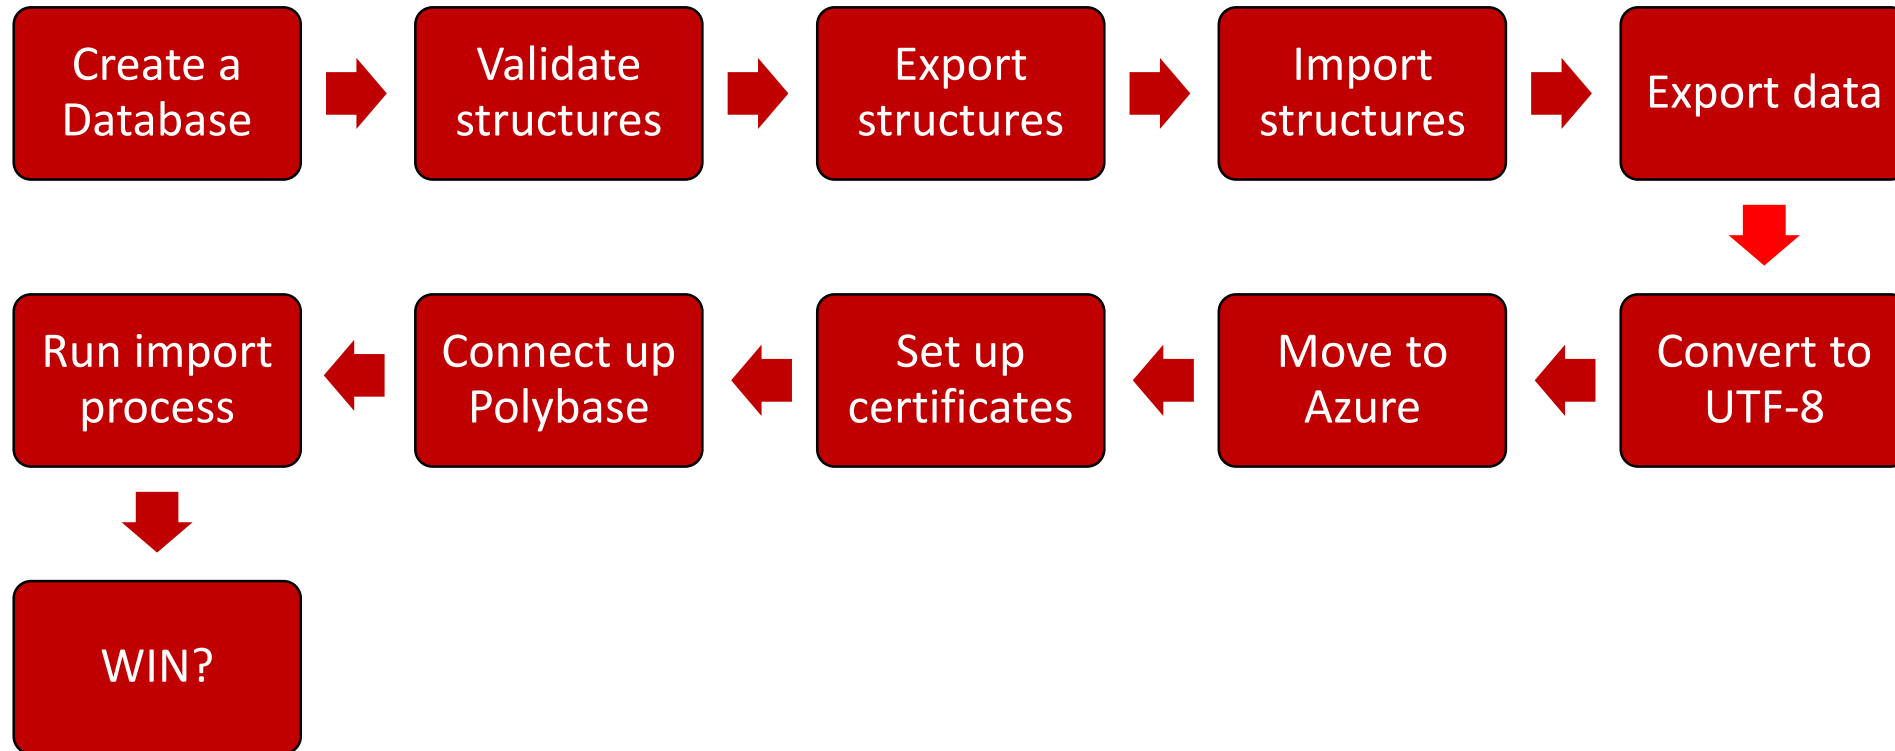 Create a
Database
Validate
structures
Export
structures
Import
structures
Export data
Convert to
UTF-8
Move to
Azure
Set up
certificates
Connect up
Polybase
Run import
process
WIN?